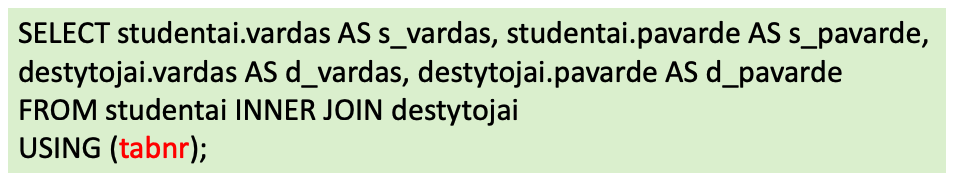 SELECT studentai.vardas AS s_vardas, studentai.pavarde AS s_pavarde,
destytojai.vardas AS d_vardas, destytojai.pavarde AS d_pavarde
FROM studentai INNER JOIN destytojai
USING (tabnr);